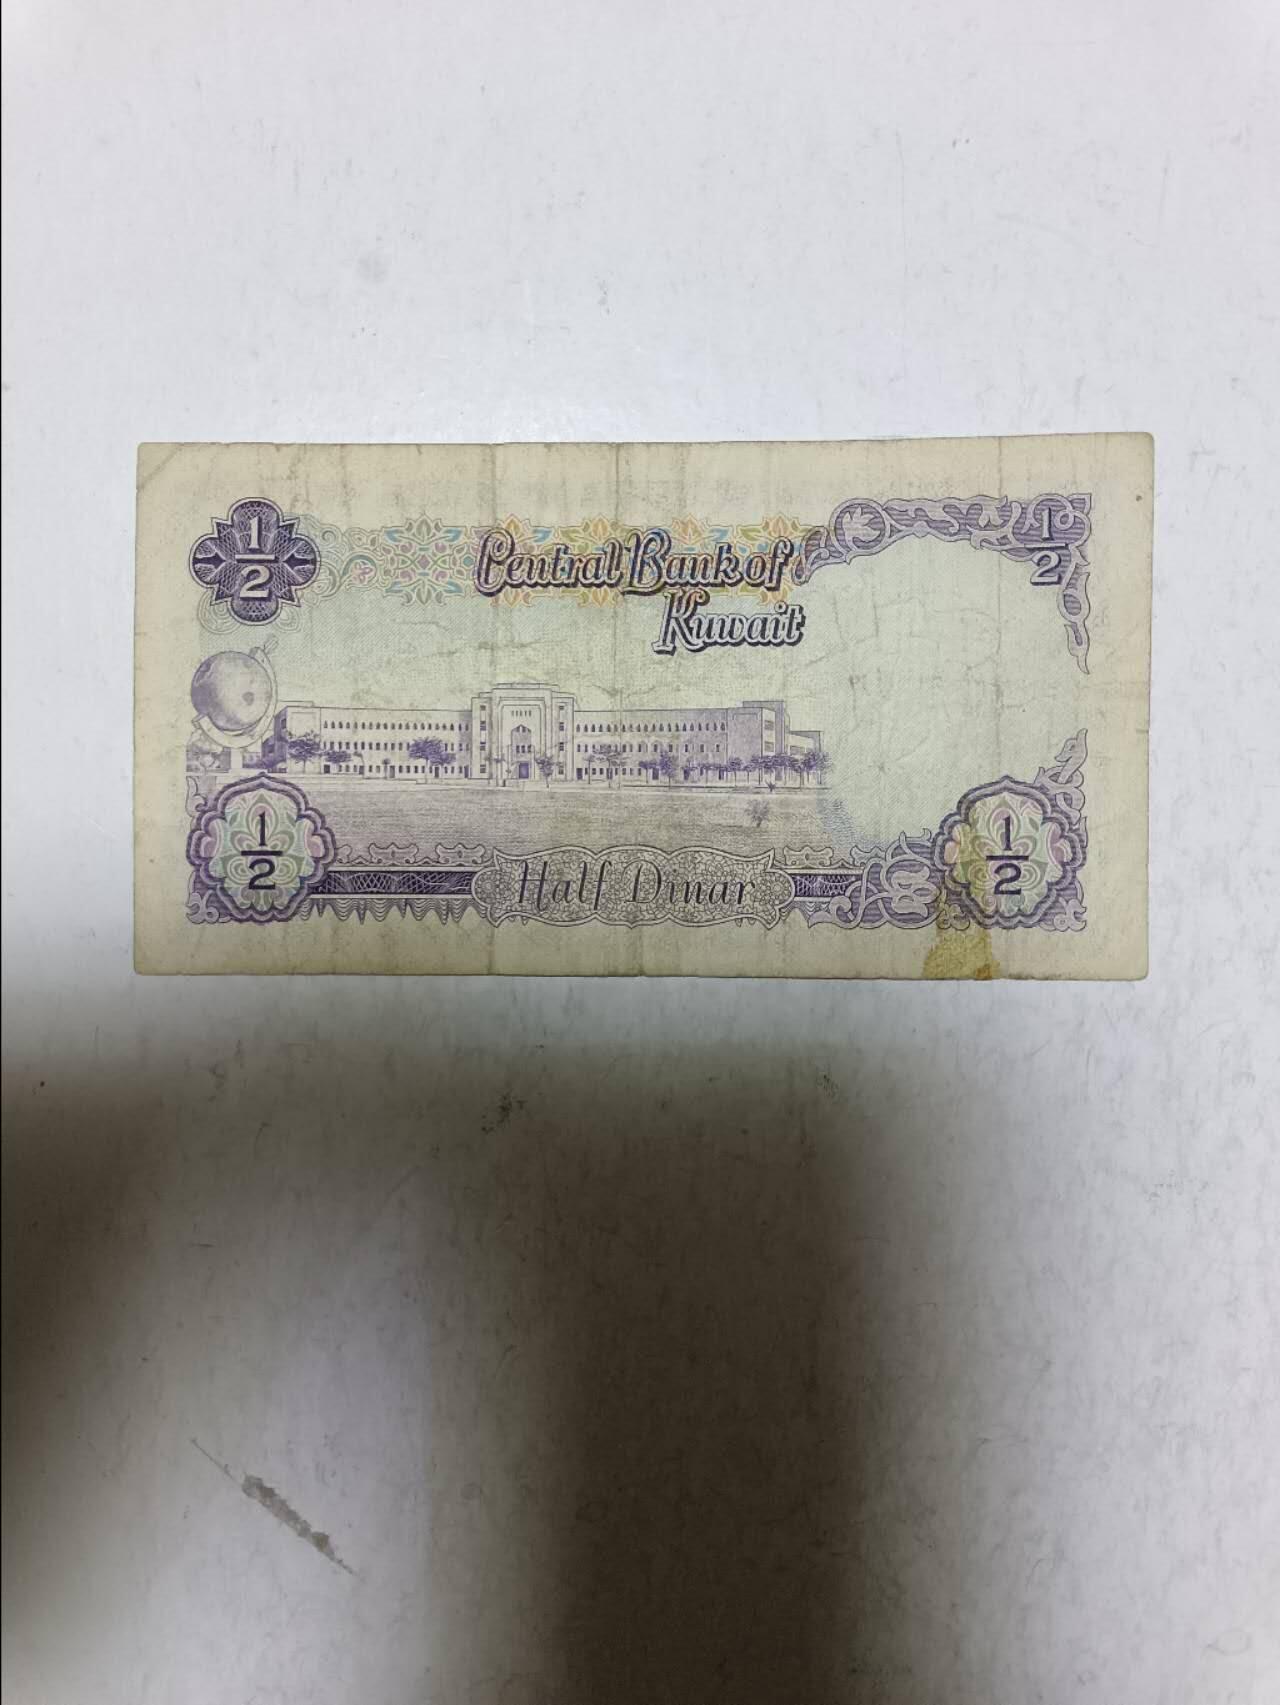 1/2
Central Bank of
Kuwait
1/2
1/2
Half Dinar
1/2